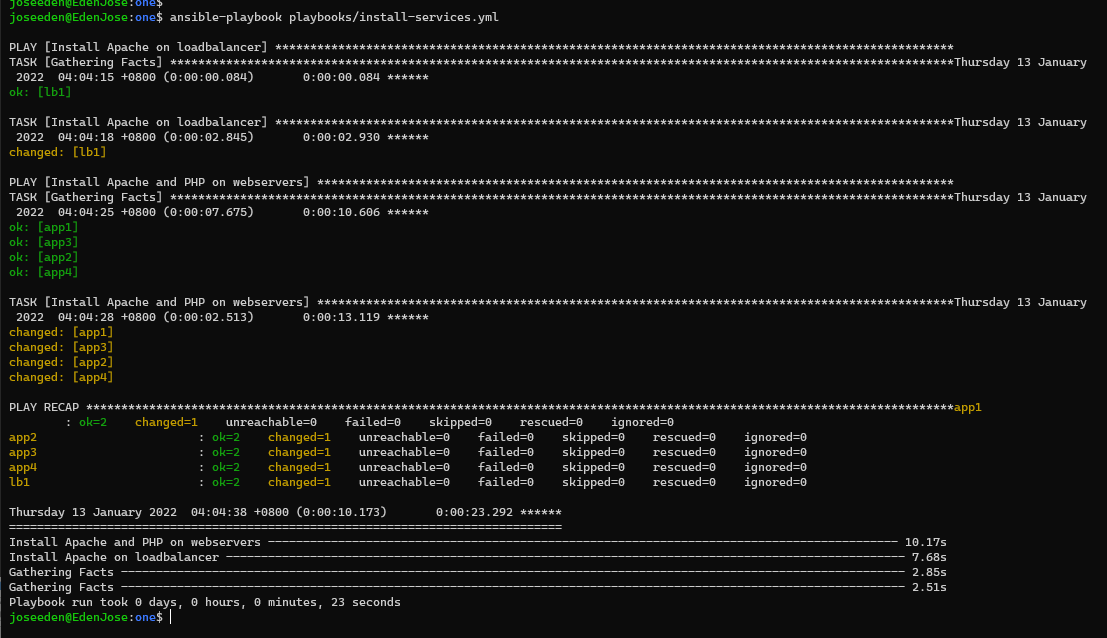 joseeden@EdenJose:one$
joseeden@EdenJose:one$ ansible-playbook playbooks/install-services.yml
PLAY [Install Apache on loadbalancer] *************************************************************************************************
TASK [Gathering Facts] ****************************************************************************************************************Thursday 13 January
 2022  04:04:15 +0800 (0:00:00.084)       0:00:00.084 ******
ok: [lb1]
TASK [Install Apache on loadbalancer] *************************************************************************************************Thursday 13 January
 2022  04:04:18 +0800 (0:00:02.845)       0:00:02.930 ******
changed: [lb1]
PLAY [Install Apache and PHP on webservers] *******************************************************************************************
TASK [Gathering Facts] ****************************************************************************************************************Thursday 13 January
 2022  04:04:25 +0800 (0:00:07.675)       0:00:10.606 ******
ok: [app1]
ok: [app3]
ok: [app2]
ok: [app4]
TASK [Install Apache and PHP on webservers] *******************************************************************************************Thursday 13 January
 2022  04:04:28 +0800 (0:00:02.513)       0:00:13.119 ******
changed: [app1]
changed: [app3]
changed: [app2]
changed: [app4]
PLAY RECAP ****************************************************************************************************************************app1
        : ok=2    changed=1    unreachable=0    failed=0    skipped=0    rescued=0    ignored=0
app2                       : ok=2    changed=1    unreachable=0    failed=0    skipped=0    rescued=0    ignored=0
app3                       : ok=2    changed=1    unreachable=0    failed=0    skipped=0    rescued=0    ignored=0
app4                       : ok=2    changed=1    unreachable=0    failed=0    skipped=0    rescued=0    ignored=0
lb1                        : ok=2    changed=1    unreachable=0    failed=0    skipped=0    rescued=0    ignored=0
Thursday 13 January 2022  04:04:38 +0800 (0:00:10.173)       0:00:23.292 ******
===============================================================================
Install Apache and PHP on webservers ------------------------------------------------------------------------------------------ 10.17s
Install Apache on loadbalancer ------------------------------------------------------------------------------------------------- 7.68s
Gathering Facts ---------------------------------------------------------------------------------------------------------------- 2.85s
Gathering Facts ---------------------------------------------------------------------------------------------------------------- 2.51s
Playbook run took 0 days, 0 hours, 0 minutes, 23 seconds
joseeden@EdenJose:one$